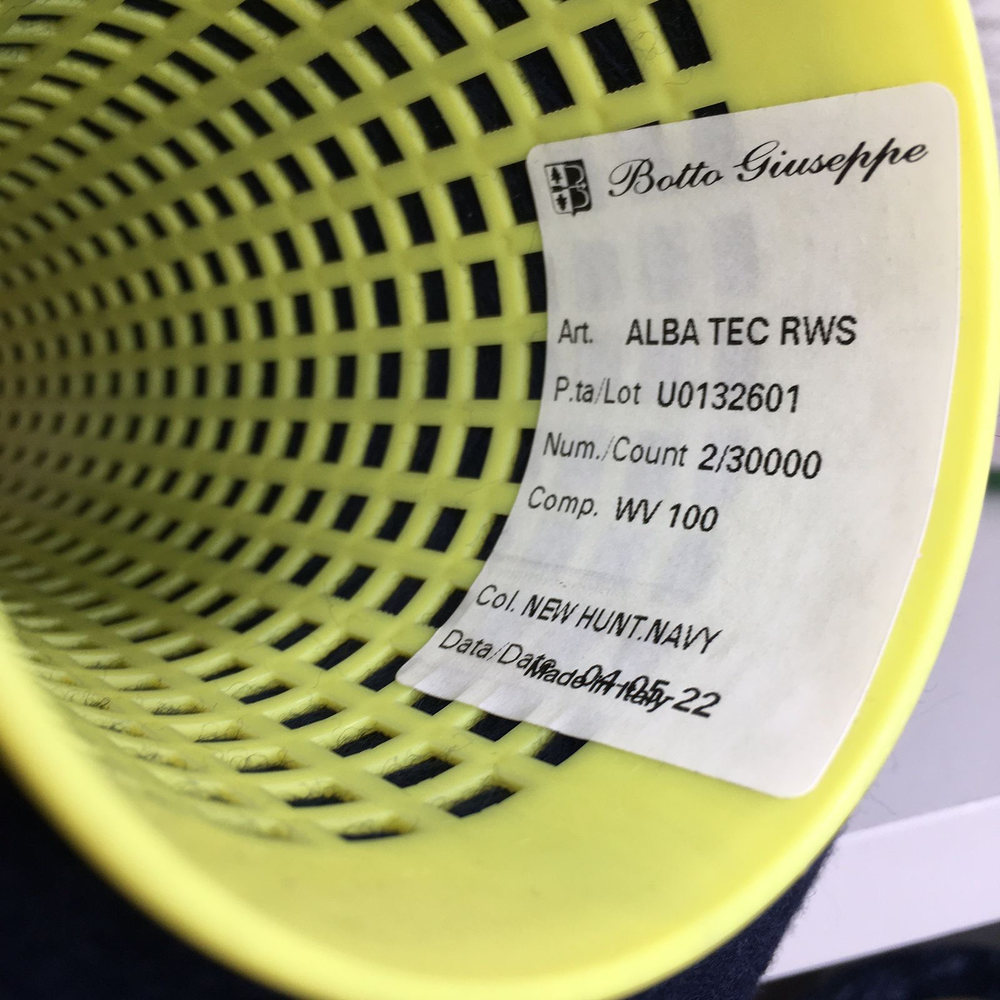 Botto Giuseppe
Art. ALBA TEC RWS
P.ta/Lot U0132601
Num./Count 2/30000
Comp. WV 100
Col. NEW HUNT.NAVY
Data/Date 04-05-22
Made in Italy